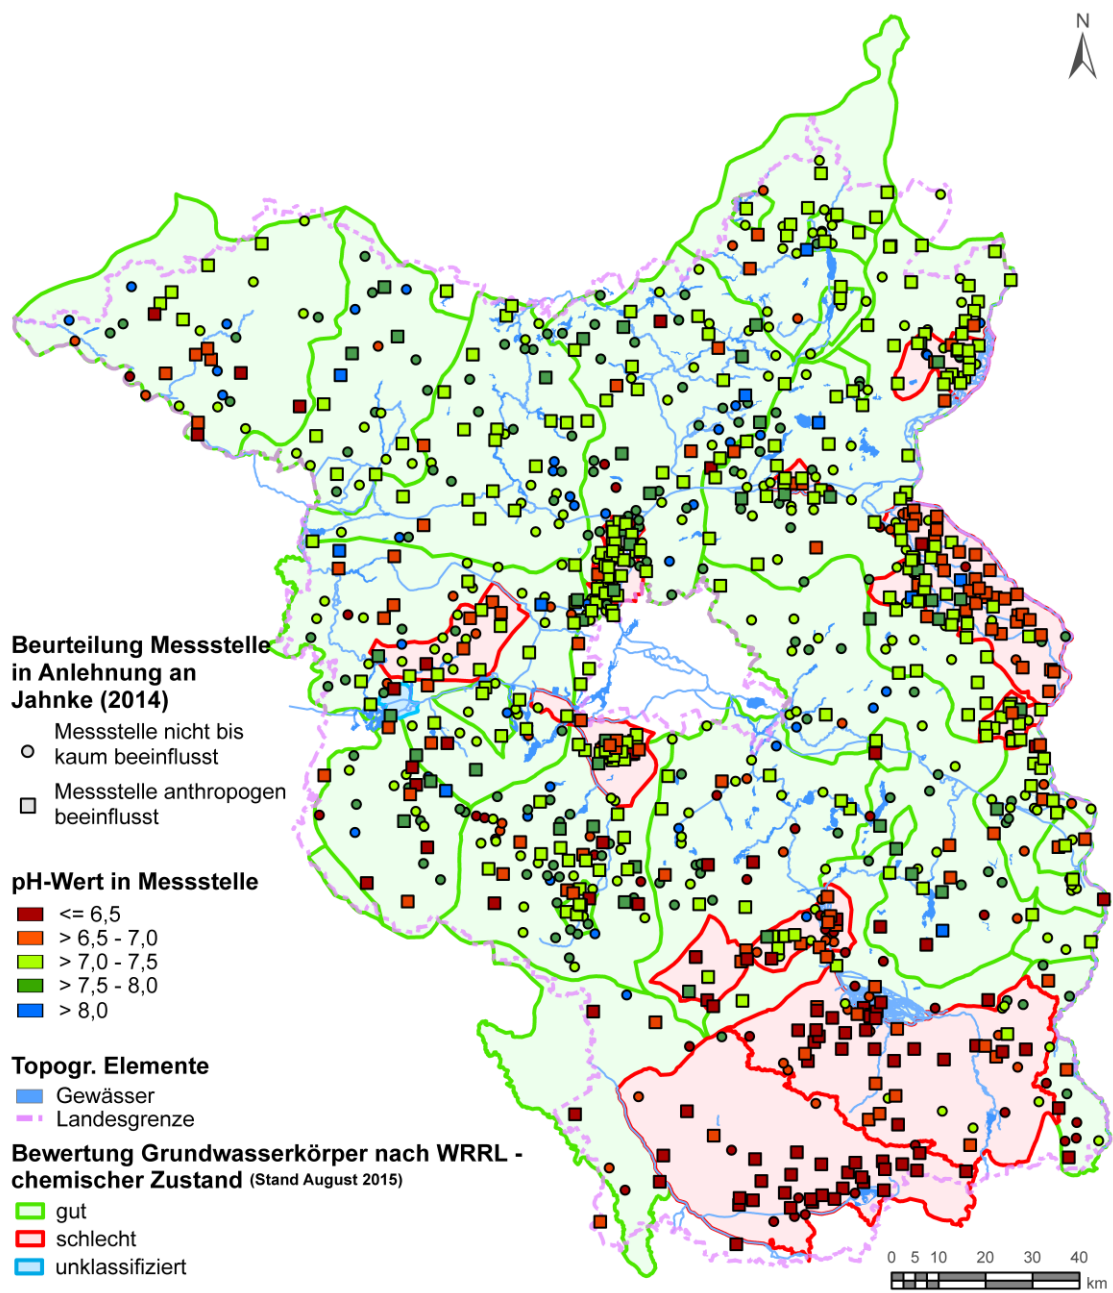 N
Beurteilung Messstelle
in Anlehnung an
Jahnke (2014)
Messstelle nicht bis
kaum beeinflusst
Messstelle anthropogen
beeinflusst
pH-Wert in Messstelle
<= 6,5
> 6,5 - 7,0
> 7,0 - 7,5
> 7,5 - 8,0
> 8,0
Topogr. Elemente
Gewässer
Landesgrenze
Bewertung Grundwasserkörper nach WRRL -
chemischer Zustand (Stand August 2015)
gut
schlecht
unklassifiziert
0 5 10 20 30 40
km